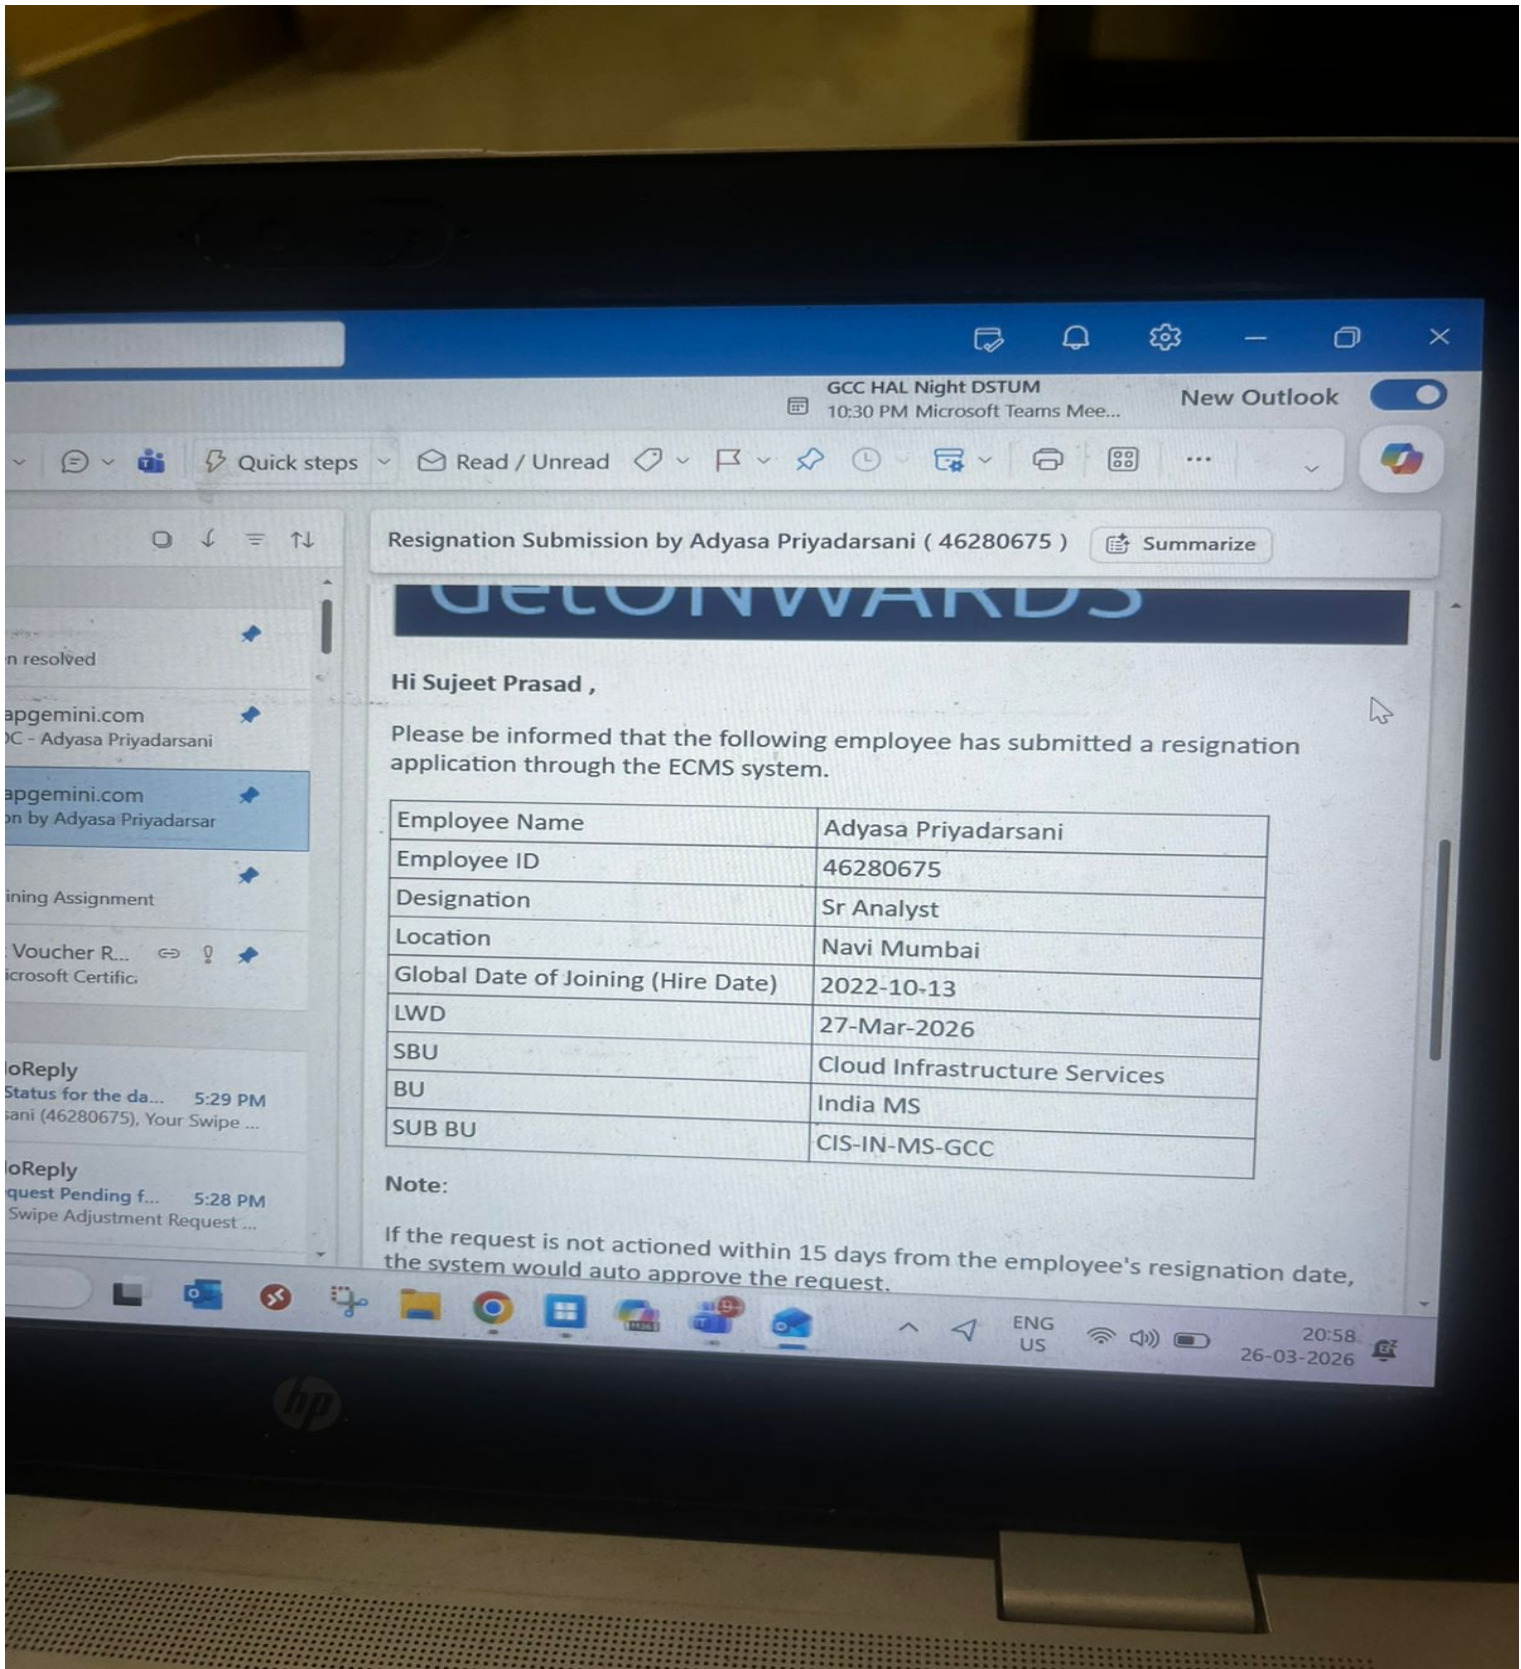 GCC HAL Night DSTUM
10:30 PM Microsoft Teams Mee...
New Outlook
Quick steps
Read / Unread
Resignation Submission by Adyasa Priyadarsani ( 46280675 )
Summarize
GetONWARDS
n resolved
apgemini.com
OC - Adyasa Priyadarsani
apgemini.com
on by Adyasa Priyadarsar
ining Assignment
Voucher R...
icrosoft Certific
oReply
Status for the da... 5:29 PM
sani (46280675), Your Swipe ...
oReply
quest Pending f... 5:28 PM
Swipe Adjustment Request ...
Hi Sujeet Prasad ,
Please be informed that the following employee has submitted a resignation
application through the ECMS system.
Employee Name Adyasa Priyadarsani
Employee ID 46280675
Designation Sr Analyst
Location Navi Mumbai
Global Date of Joining (Hire Date) 2022-10-13
LWD 27-Mar-2026
SBU Cloud Infrastructure Services
BU India MS
SUB BU CIS-IN-MS-GCC
Note:
If the request is not actioned within 15 days from the employee's resignation date,
the system would auto approve the request.
ENG
US
20:58
26-03-2026
hp